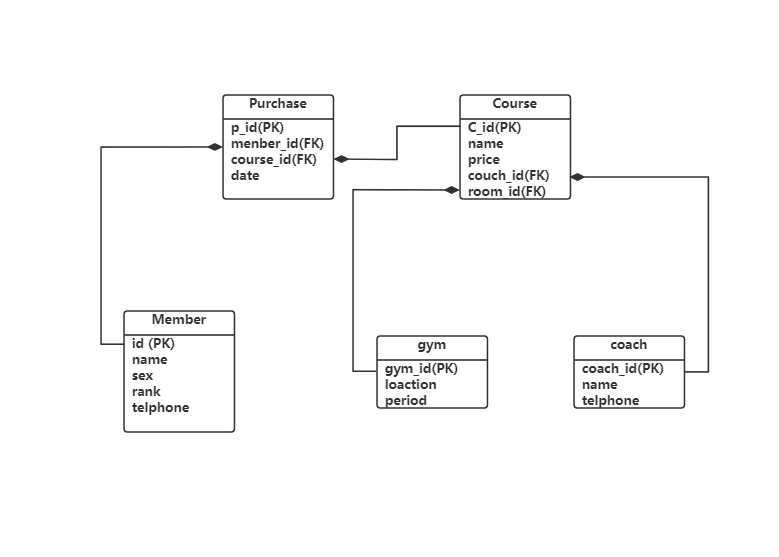 Purchase
p_id(PK)
menber_id(FK)
course_id(FK)
date
Course
C_id(PK)
name
price
couch_id(FK)
room_id(FK)
Member
id (PK)
name
sex
rank
telphone
gym
gym_id(PK)
loaction
period
coach
coach_id(PK)
name
telphone